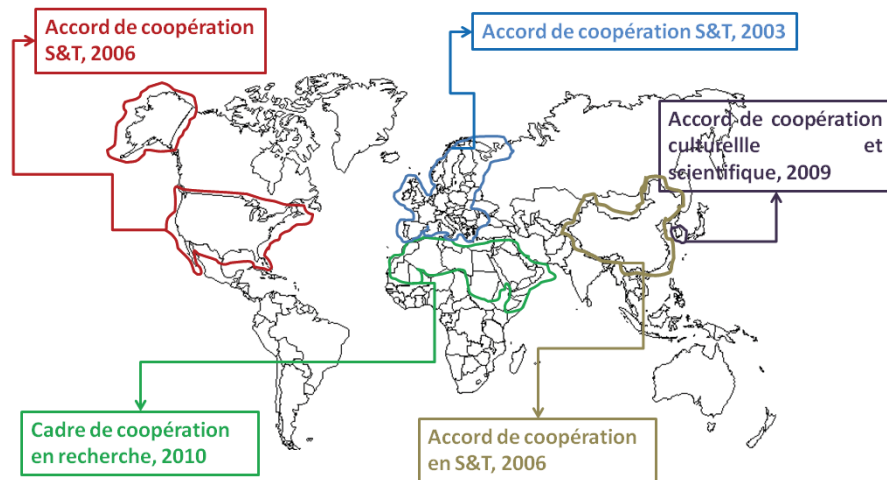 Accord de coopération
S&T, 2006
Accord de coopération S&T, 2003
Accord de coopération
culturellle et
scientifique, 2009
Cadre de coopération
en recherche, 2010
Accord de coopération
en S&T, 2006